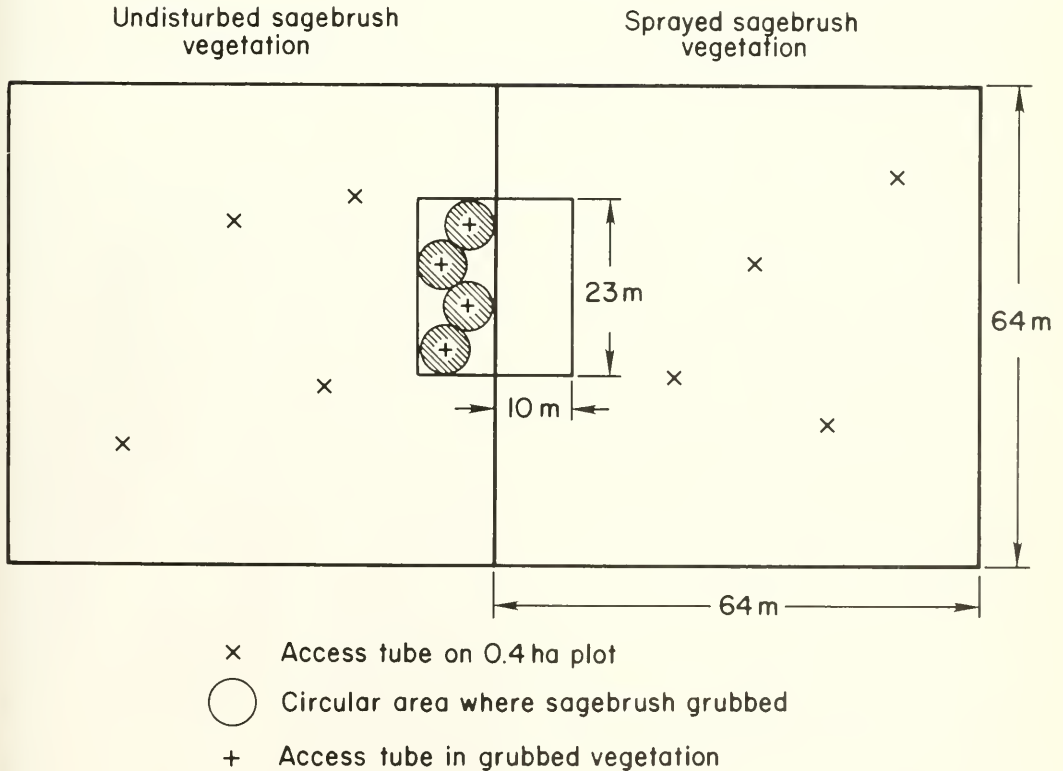 Undisturbed sagebrush
vegetation
Sprayed sagebrush
vegetation
23 m
64 m
10 m
64 m
× Access tube on 0.4 ha plot
Circular area where sagebrush grubbed
+ Access tube in grubbed vegetation